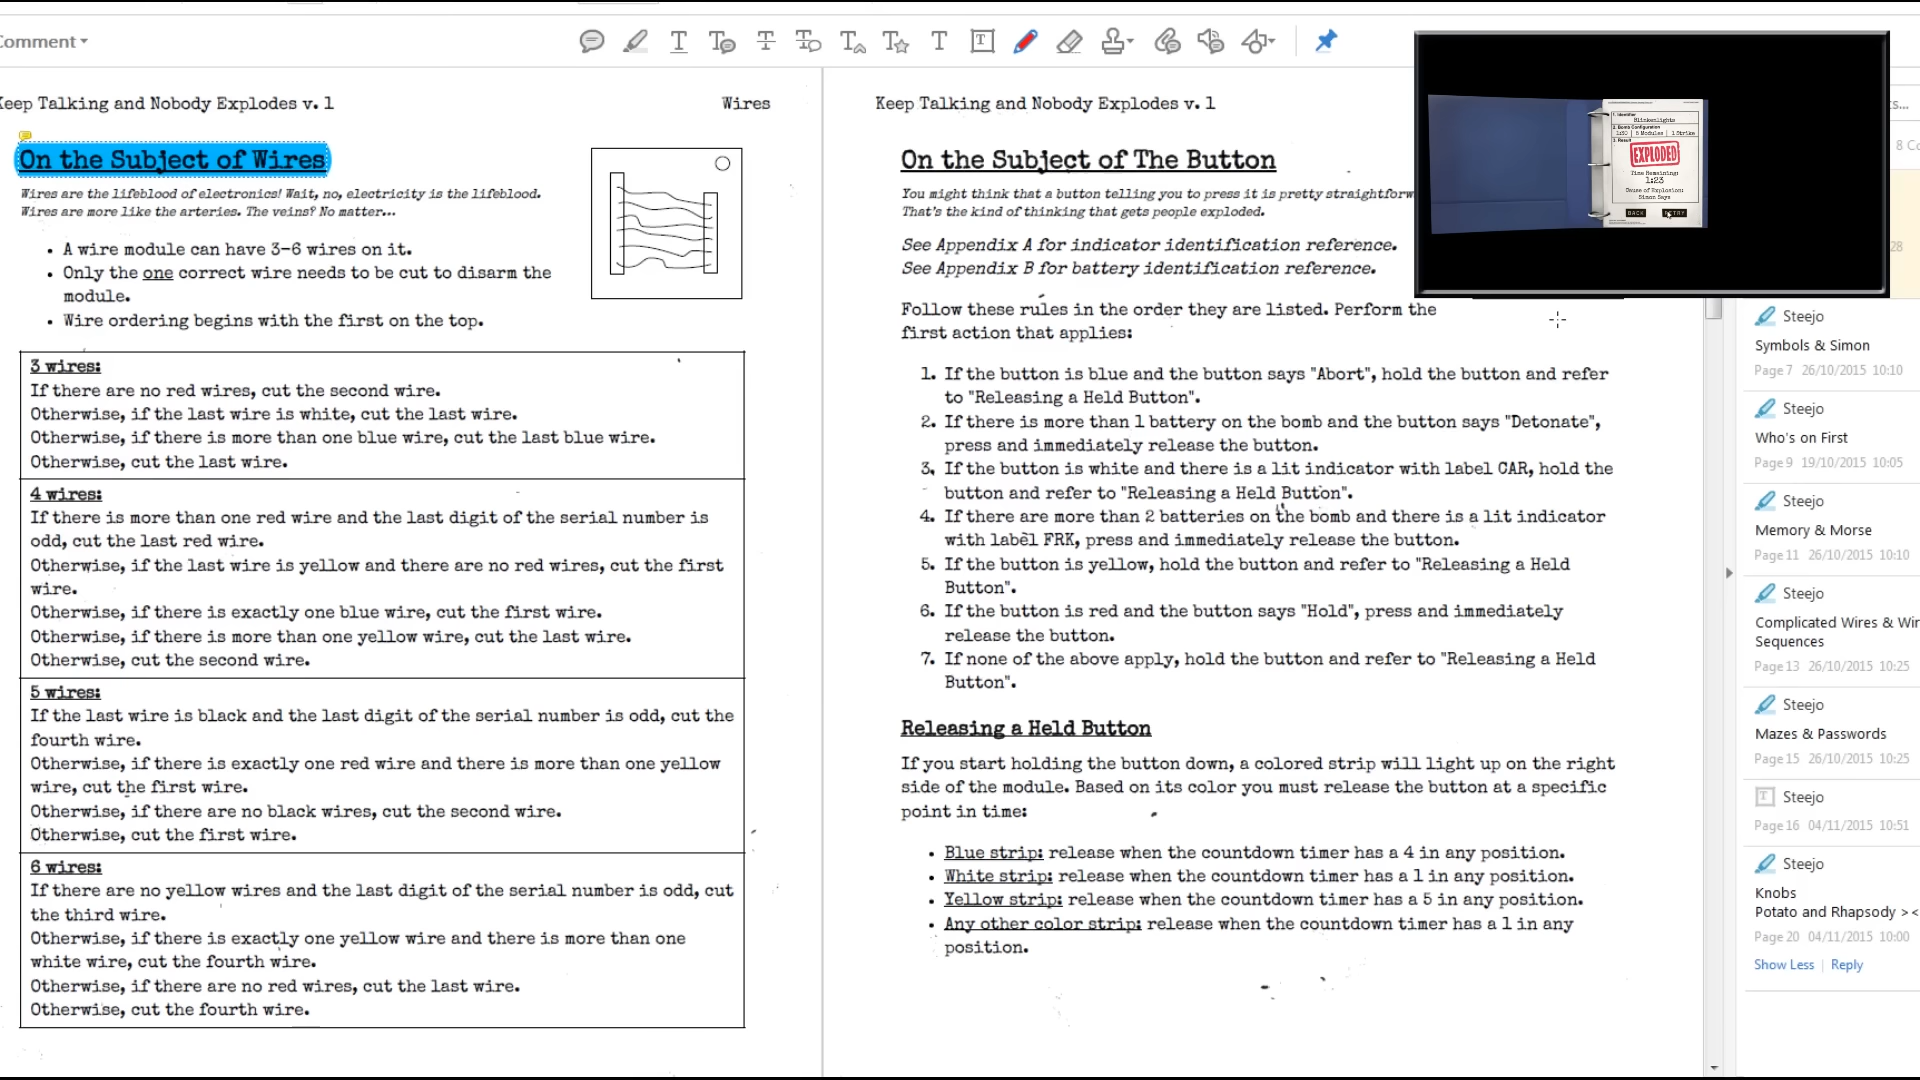 Comment
Keep Talking and Nobody Explodes v. 1
Wires
On the Subject of Wires
Wires are the lifeblood of electronics! Wait, no, electricity is the lifeblood.
Wires are more like the arteries. The veins? No matter...
• A wire module can have 3-6 wires on it.
• Only the one correct wire needs to be cut to disarm the
module.
• Wire ordering begins with the first on the top.
3 wires:
If there are no red wires, cut the second wire.
Otherwise, if the last wire is white, cut the last wire.
Otherwise, if there is more than one blue wire, cut the last blue wire.
Otherwise, cut the last wire.
4 wires:
If there is more than one red wire and the last digit of the serial number is
odd, cut the last red wire.
Otherwise, if the last wire is yellow and there are no red wires, cut the first
wire.
Otherwise, if there is exactly one blue wire, cut the first wire.
Otherwise, if there is more than one yellow wire, cut the last wire.
Otherwise, cut the second wire.
5 wires:
If the last wire is black and the last digit of the serial number is odd, cut the
fourth wire.
Otherwise, if there is exactly one red wire and there is more than one yellow
wire, cut the first wire.
Otherwise, if there are no black wires, cut the second wire.
Otherwise, cut the first wire.
6 wires:
If there are no yellow wires and the last digit of the serial number is odd, cut
the third wire.
Otherwise, if there is exactly one yellow wire and there is more than one
white wire, cut the fourth wire.
Otherwise, if there are no red wires, cut the last wire.
Otherwise, cut the fourth wire.
Keep Talking and Nobody Explodes v. 1
On the Subject of The Button
You might think that a button telling you to press it is pretty straightforw
That's the kind of thinking that gets people exploded.
See Appendix A for indicator identification reference.
See Appendix B for battery identification reference.
Follow these rules in the order they are listed. Perform the
first action that applies:
1. If the button is blue and the button says "Abort", hold the button and refer
to "Releasing a Held Button".
2. If there is more than 1 battery on the bomb and the button says "Detonate",
press and immediately release the button.
3. If the button is white and there is a lit indicator with label CAR, hold the
button and refer to "Releasing a Held Button".
4. If there are more than 2 batteries on the bomb and there is a lit indicator
with label FRK, press and immediately release the button.
5. If the button is yellow, hold the button and refer to "Releasing a Held
Button".
6. If the button is red and the button says "Hold", press and immediately
release the button.
7. If none of the above apply, hold the button and refer to "Releasing a Held
Button".
Releasing a Held Button
If you start holding the button down, a colored strip will light up on the right
side of the module. Based on its color you must release the button at a specific
point in time:
• Blue strip: release when the countdown timer has a 4 in any position.
• White strip: release when the countdown timer has a 1 in any position.
• Yellow strip: release when the countdown timer has a 5 in any position.
• Any other color strip: release when the countdown timer has a 1 in any
position.
1. Identifier
Blinkenlights
2. Bomb Configuration
5 Modules 1 Strike
3. Result
EXPLODED
Time Remaining:
1:23
Cause of Explosion:
Simon Says
BACK RETRY
s...
8 Co
28
Steejo
Symbols & Simon
Page 7 26/10/2015 10:10
Steejo
Who's on First
Page 9 19/10/2015 10:05
Steejo
Memory & Morse
Page 11 26/10/2015 10:10
Steejo
Complicated Wires & Wir
Sequences
Page 13 26/10/2015 10:25
Steejo
Mazes & Passwords
Page 15 26/10/2015 10:25
Steejo
Page 16 04/11/2015 10:51
Steejo
Knobs
Potato and Rhapsody > <
Page 20 04/11/2015 10:00
Show Less | Reply